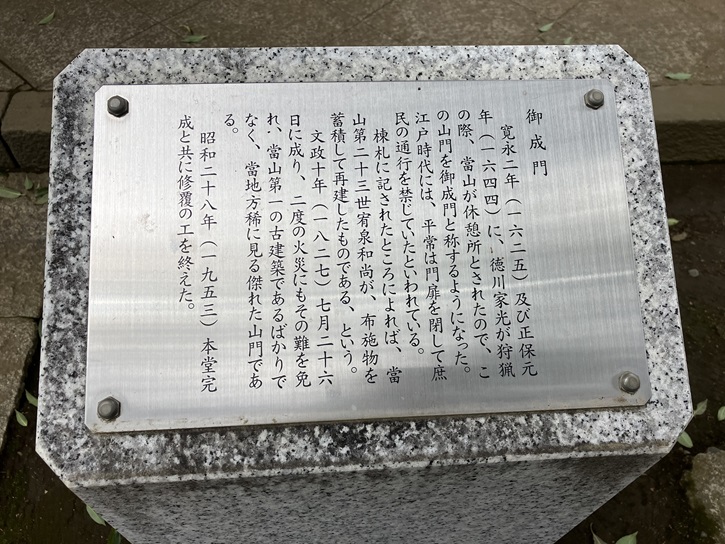 御成門
寛永二年（一六二五）及び正保元
年（一六四四）に、徳川家光が狩猟
の際、當山が休憩所とされたので、こ
の山門を御成門と称するようになった。
江戸時代には、平常は門扉を閉して庶
民の通行を禁じていたといわれている。
棟札に記されたところによれば、當
山第二十三世宥泉和尚が、布施物を
蓄積して再建したものである、という。
文政十年（一八二七）七月二十六
日に成り、二度の火災にもその難を免
れ、當山第一の古建築であるばかりで
なく、當地方稀に見る傑れた山門であ
る。
昭和二十八年（一九五三）本堂完
成と共に修覆の工を終えた。